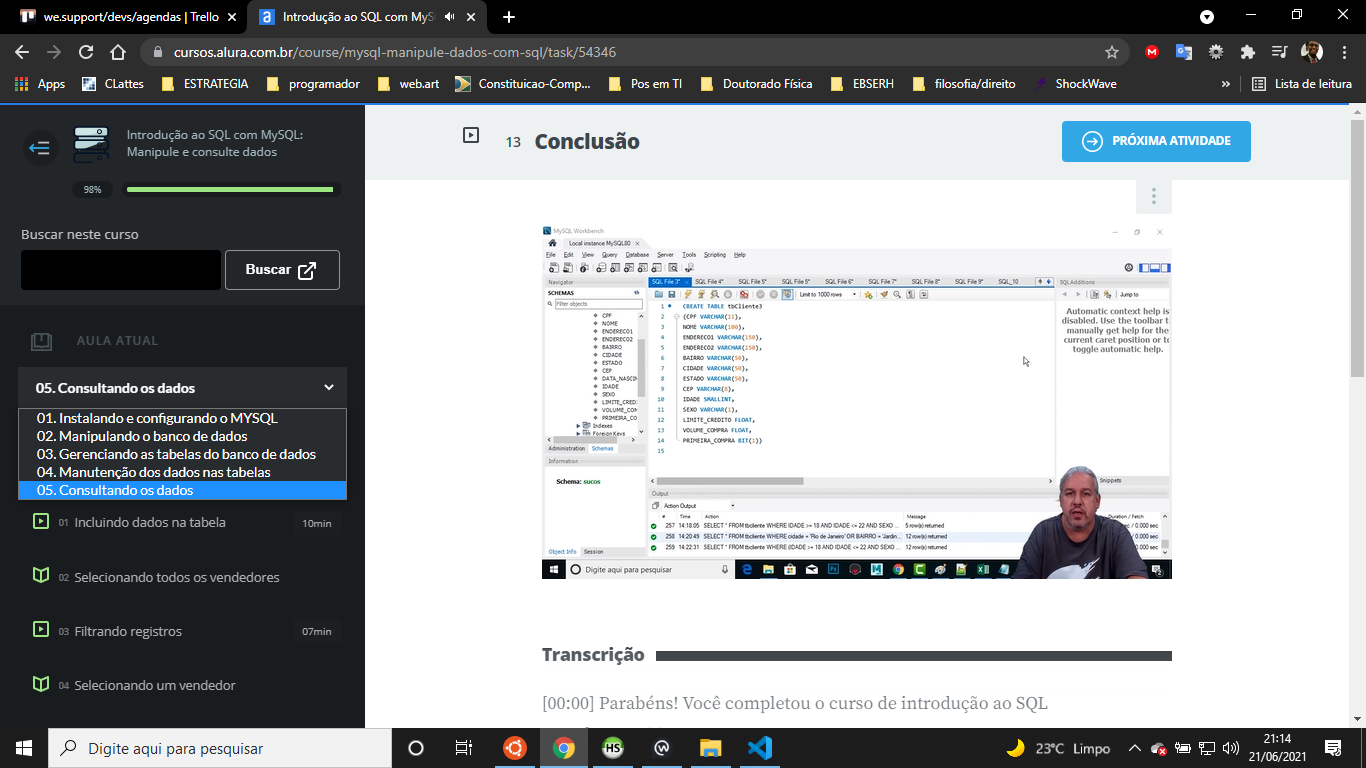 we.support/devs/agendas | Trello
Introdução ao SQL com MyS
cursos.alura.com.br/course/mysql-manipule-dados-com-sql/task/54346
Apps
CLattes
ESTRATEGIA
programador
web.art
Constituicao-Comp...
Pos em TI
Doutorado Física
EBSERH
filosofia/direito
ShockWave
»
Lista de leitura
Introdução ao SQL com MySQL:
Manipule e consulte dados
98%
Buscar neste curso
Buscar
AULA ATUAL
05. Consultando os dados
01. Instalando e configurando o MYSQL
02. Manipulando o banco de dados
03. Gerenciando as tabelas do banco de dados
04. Manutenção dos dados nas tabelas
05. Consultando os dados
01 Incluindo dados na tabela 10min
02 Selecionando todos os vendedores
03 Filtrando registros 07min
04 Selecionando um vendedor
13 Conclusão
PRÓXIMA ATIVIDADE
MySQL Workbench
Local instance MySQL80
File Edit View Query Database Server Tools Scripting Help
Navigator
SCHEMAS
Filter objects
CPF
NOME
ENDERECO1
ENDERECO2
BAIRRO
CIDADE
ESTADO
CEP
DATA_NASCIM
IDADE
SEXO
LIMITE_CREDI
VOLUME_COM
PRIMEIRA_CO
Indexes
Foreign Keys
Administration Schemas
Information
Schema: sucos
Object Info Session
SQL File 3* SQL File 4* SQL File 5* SQL File 6* SQL File 7* SQL File 8* SQL File 9* SQL_10
Limit to 1000 rows
1 CREATE TABLE tbCliente3
2 (CPF VARCHAR(11),
3 NOME VARCHAR(100),
4 ENDERECO1 VARCHAR(150),
5 ENDERECO2 VARCHAR(150),
6 BAIRRO VARCHAR(50),
7 CIDADE VARCHAR(50),
8 ESTADO VARCHAR(50),
9 CEP VARCHAR(8),
10 IDADE SMALLINT,
11 SEXO VARCHAR(1),
12 LIMITE_CREDITO FLOAT,
13 VOLUME_COMPRA FLOAT,
14 PRIMEIRA_COMPRA BIT(1))
15
SQLAdditions
Jump to
Automatic context help is
disabled. Use the toolbar t
manually get help for the
current caret position or to
toggle automatic help.
Snippets
Output
Action Output
# Time Action Message Duration / Fetch
257 14:18:05 SELECT * FROM tbcliente WHERE IDADE >= 18 AND IDADE <= 22 AND SEXO ... 5 row(s) returned 0.000 sec
258 14:20:49 SELECT * FROM tbcliente WHERE cidade = 'Rio de Janeiro' OR BAIRRO = 'Jardin... 12 row(s) returned / 0.000 sec
259 14:22:31 SELECT * FROM tbcliente WHERE (IDADE >= 18 AND IDADE <= 22 AND SEXO ... 12 row(s) returned / 0.000 sec
Digite aqui para pesquisar
Transcrição
[00:00] Parabéns! Você completou o curso de introdução ao SQL
Digite aqui para pesquisar
23°C Limpo
21:14
21/06/2021